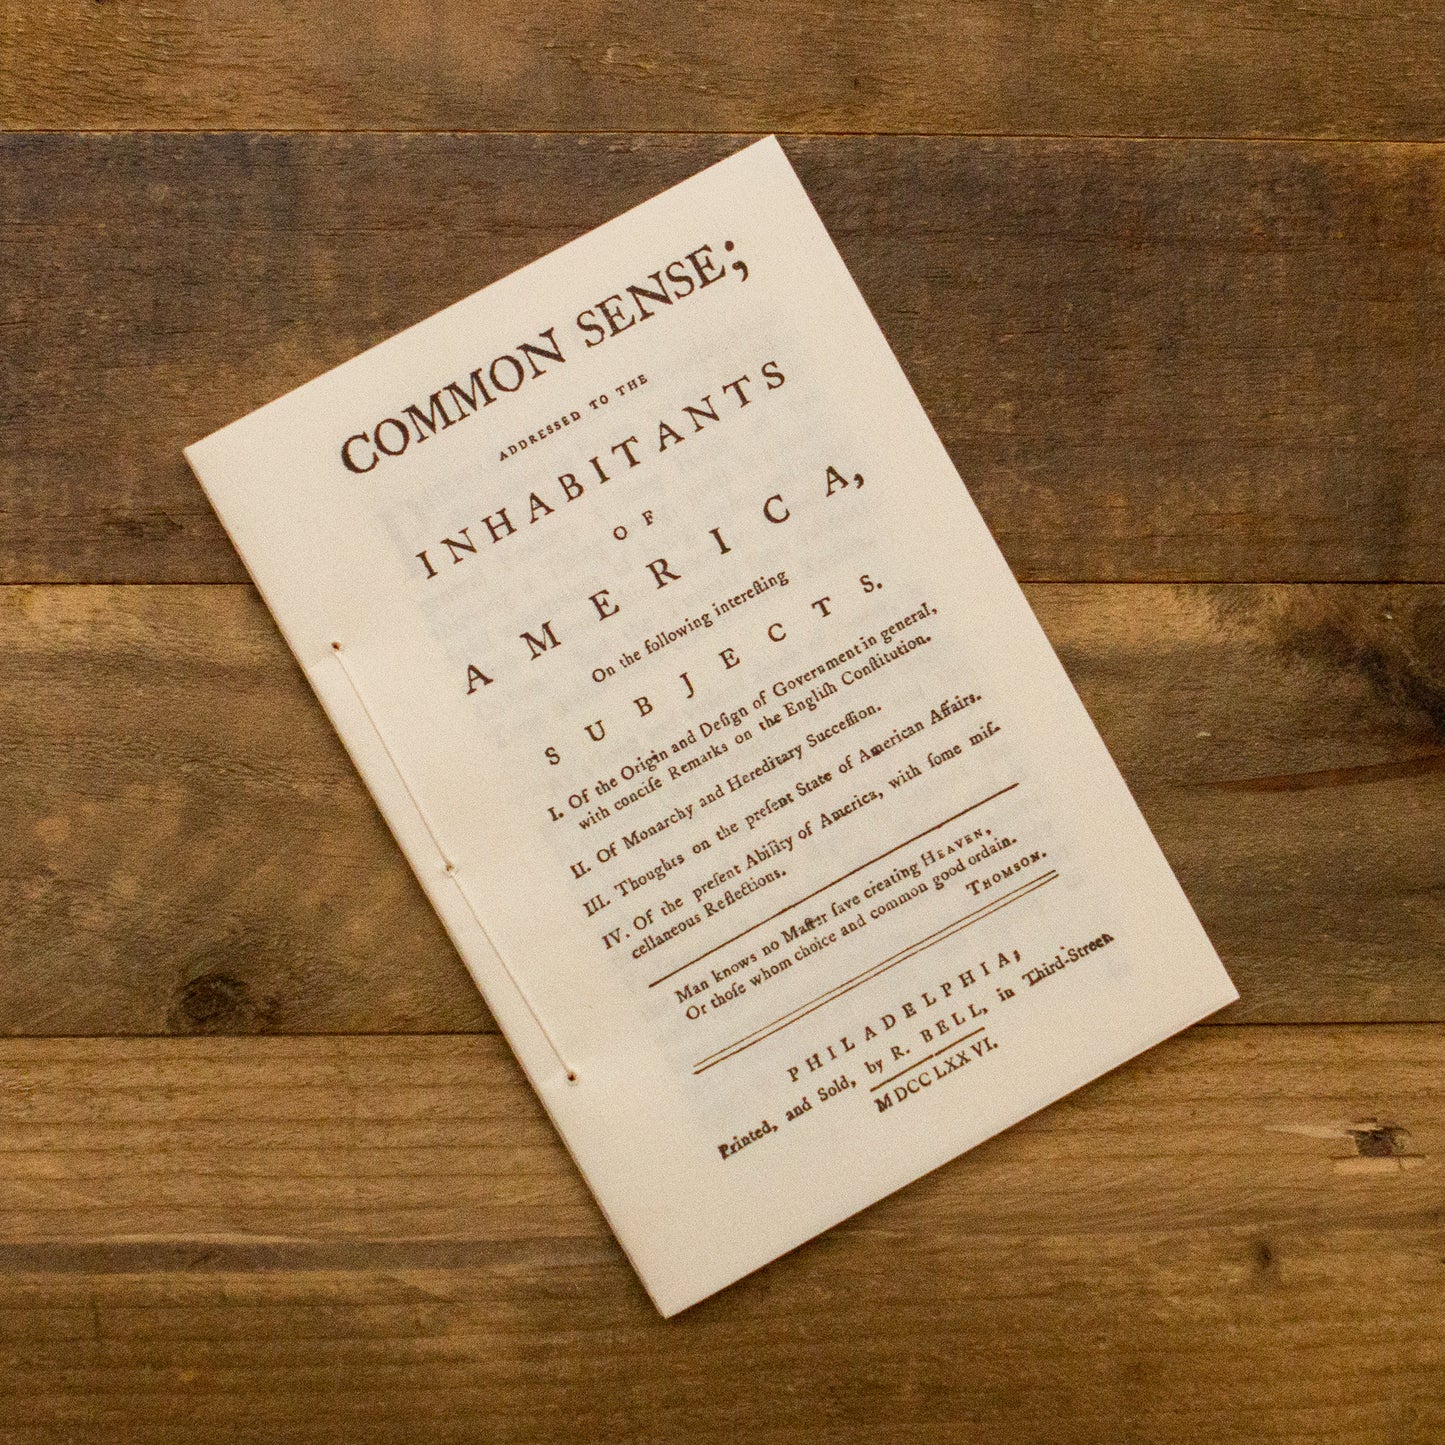 COMMON SENSE;
ADDRESSED TO THE
INHABITANTS
OF
AMERICA,
On the following intereſting
SUBJECTS.
I. Of the Origin and Deſign of Government in general,
with conciſe Remarks on the Engliſh Conſtitution.
II. Of Monarchy and Hereditary Succeſſion.
III. Thoughts on the preſent State of American Affairs.
IV. Of the preſent Ability of America, with ſome miſ-
cellaneous Reflections.
Man knows no Maſter ſave creating HEAVEN,
Or thoſe whom choice and common good ordain.
THOMSON.
PHILADELPHIA,
Printed, and Sold, by R. BELL, in Third-Street
MDCCLXXVI.